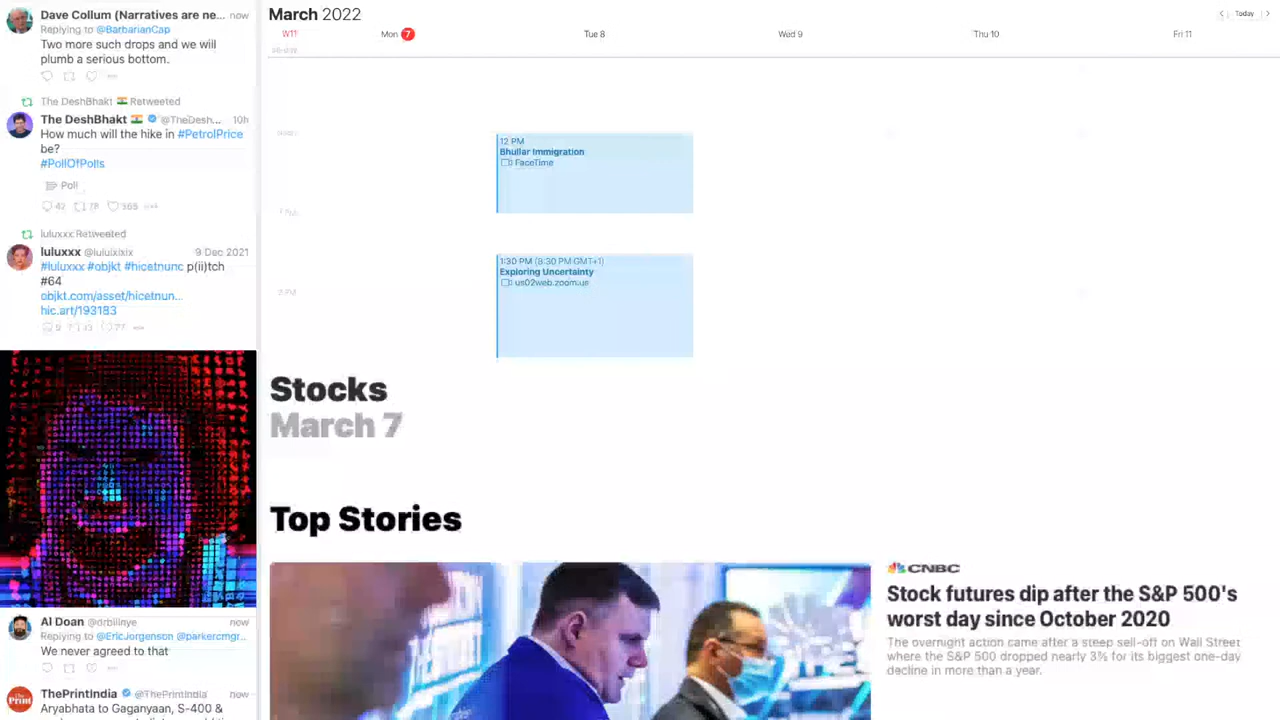 Dave Collum (Narratives are ne... now
Replying to @BarbarianCap
Two more such drops and we will
plumb a serious bottom.
The DeshBhakt Retweeted
The DeshBhakt @TheDesh... 10h
How much will the hike in #PetrolPrice
be?
#PollOfPolls
Poll
42 78 365
luluxxx Retweeted
luluxxx @luluixixix 9 Dec 2021
#luluxxx #objkt #hicetnunc p(ii)tch
#64
objkt.com/asset/hicetnun...
hic.art/193183
Al Doan @drbillnye now
Replying to @EricJorgenson @parkercmgr...
We never agreed to that
ThePrintIndia @ThePrintIndia now
Aryabhata to Gaganyaan, S-400 &
March 2022
Today
W11 Mon 7 Tue 8 Wed 9 Thu 10 Fri 11
all-day
12 PM
Bhullar Immigration
FaceTime
1:30 PM (8:30 PM GMT+1)
Exploring Uncertainty
us02web.zoom.us
Stocks
March 7
Top Stories
CNBC
Stock futures dip after the S&P 500's
worst day since October 2020
The overnight action came after a steep sell-off on Wall Street
where the S&P 500 dropped nearly 3% for its biggest one-day
decline in more than a year.